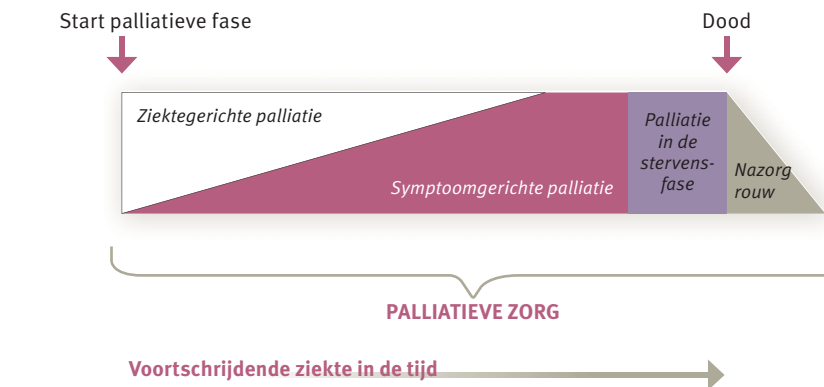 Start palliatieve fase
Dood
Ziektegerichte palliatie
Symptoomgerichte palliatie
Palliatie
in de
stervens-
fase
Nazorg
rouw
PALLIATIEVE ZORG
Voortschrijdende ziekte in de tijd